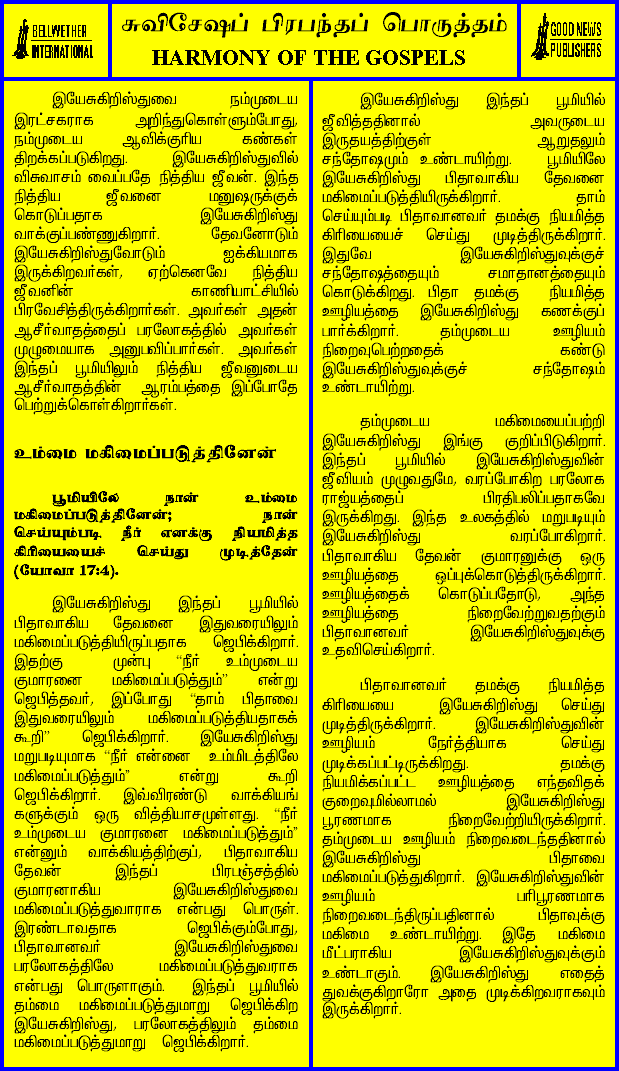 BELLWETHER
INTERNATIONAL
சுவிசேஷப் பிரபந்தப் பொருத்தம்
HARMONY OF THE GOSPELS
GOOD NEWS
PUBLISHERS
இயேசுகிறிஸ்துவை நம்முடைய
இரட்சகராக அறிந்துகொள்ளும்போது,
நம்முடைய ஆவிக்குரிய கண்கள்
திறக்கப்படுகிறது. இயேசுகிறிஸ்துவில்
விசுவாசம் வைப்பதே நித்திய ஜீவன். இந்த
நித்திய ஜீவனை மனுஷருக்குக்
கொடுப்பதாக இயேசுகிறிஸ்து
வாக்குப்பண்ணுகிறார். தேவனோடும்
இயேசுகிறிஸ்துவோடும் ஐக்கியமாக
இருக்கிறவர்கள், ஏற்கெனவே நித்திய
ஜீவனின் காணியாட்சியில்
பிரவேசித்திருக்கிறார்கள். அவர்கள் அதன்
ஆசீர்வாதத்தைப் பரலோகத்தில் அவர்கள்
முழுமையாக அனுபவிப்பார்கள். அவர்கள்
இந்தப் பூமியிலும் நித்திய ஜீவனுடைய
ஆசீர்வாதத்தின் ஆரம்பத்தை இப்போதே
பெற்றுக்கொள்கிறார்கள்.
உம்மை மகிமைப்படுத்தினேன்
பூமியிலே நான் உம்மை
மகிமைப்படுத்தினேன்; நான்
செய்யும்படி நீர் எனக்கு நியமித்த
கிரியையைச் செய்து முடித்தேன்
(யோவா 17:4).
இயேசுகிறிஸ்து இந்தப் பூமியில்
பிதாவாகிய தேவனை இதுவரையிலும்
மகிமைப்படுத்தியிருப்பதாக ஜெபிக்கிறார்.
இதற்கு முன்பு “நீர் உம்முடைய
குமாரனை மகிமைப்படுத்தும்” என்று
ஜெபித்தவர், இப்போது “தாம் பிதாவை
இதுவரையிலும் மகிமைப்படுத்தியதாகக்
கூறி” ஜெபிக்கிறார். இயேசுகிறிஸ்து
மறுபடியுமாக “நீர் என்னை உம்மிடத்திலே
மகிமைப்படுத்தும்” என்று கூறி
ஜெபிக்கிறார். இவ்விரண்டு வாக்கியங்
களுக்கும் ஒரு வித்தியாசமுள்ளது. “நீர்
உம்முடைய குமாரனை மகிமைப்படுத்தும்”
என்னும் வாக்கியத்திற்குப், பிதாவாகிய
தேவன் இந்தப் பிரபஞ்சத்தில்
குமாரனாகிய இயேசுகிறிஸ்துவை
மகிமைப்படுத்துவாராக என்பது பொருள்.
இரண்டாவதாக ஜெபிக்கும்போது,
பிதாவானவர் இயேசுகிறிஸ்துவை
பரலோகத்திலே மகிமைப்படுத்துவராக
என்பது பொருளாகும். இந்தப் பூமியில்
தம்மை மகிமைப்படுத்துமாறு ஜெபிக்கிற
இயேசுகிறிஸ்து, பரலோகத்திலும் தம்மை
மகிமைப்படுத்துமாறு ஜெபிக்கிறார்.
இயேசுகிறிஸ்து இந்தப் பூமியில்
ஜீவித்ததினால் அவருடைய
இருதயத்திற்குள் ஆறுதலும்
சந்தோஷமும் உண்டாயிற்று. பூமியிலே
இயேசுகிறிஸ்து பிதாவாகிய தேவனை
மகிமைப்படுத்தியிருக்கிறார். தாம்
செய்யும்படி பிதாவானவர் தமக்கு நியமித்த
கிரியையைச் செய்து முடித்திருக்கிறார்.
இதுவே இயேசுகிறிஸ்துவுக்குச்
சந்தோஷத்தையும் சமாதானத்தையும்
கொடுக்கிறது. பிதா தமக்கு நியமித்த
ஊழியத்தை இயேசுகிறிஸ்து கணக்குப்
பார்க்கிறார். தம்முடைய ஊழியம்
நிறைவுபெற்றதைக் கண்டு
இயேசுகிறிஸ்துவுக்குச் சந்தோஷம்
உண்டாயிற்று.
தம்முடைய மகிமையைப்பற்றி
இயேசுகிறிஸ்து இங்கு குறிப்பிடுகிறார்.
இந்தப் பூமியில் இயேசுகிறிஸ்துவின்
ஜீவியம் முழுவதுமே, வரப்போகிற பரலோக
ராஜ்யத்தைப் பிரதிபலிப்பதாகவே
இருக்கிறது. இந்த உலகத்தில் மறுபடியும்
இயேசுகிறிஸ்து வரப்போகிறார்.
பிதாவாகிய தேவன் குமாரனுக்கு ஒரு
ஊழியத்தை ஒப்புக்கொடுத்திருக்கிறார்.
ஊழியத்தைக் கொடுப்பதோடு, அந்த
ஊழியத்தை நிறைவேற்றுவதற்கும்
பிதாவானவர் இயேசுகிறிஸ்துவுக்கு
உதவிசெய்கிறார்.
பிதாவானவர் தமக்கு நியமித்த
கிரியையை இயேசுகிறிஸ்து செய்து
முடித்திருக்கிறார். இயேசுகிறிஸ்துவின்
ஊழியம் நேர்த்தியாக செய்து
முடிக்கப்பட்டிருக்கிறது. தமக்கு
நியமிக்கப்பட்ட ஊழியத்தை எந்தவிதக்
குறைவுமில்லாமல் இயேசுகிறிஸ்து
பூரணமாக நிறைவேற்றியிருக்கிறார்.
தம்முடைய ஊழியம் நிறைவடைந்ததினால்
இயேசுகிறிஸ்து பிதாவை
மகிமைப்படுத்துகிறார். இயேசுகிறிஸ்துவின்
ஊழியம் பரிபூரணமாக
நிறைவடைந்திருப்பதினால் பிதாவுக்கு
மகிமை உண்டாயிற்று. இதே மகிமை
மீட்பராகிய இயேசுகிறிஸ்துவுக்கும்
உண்டாகும். இயேசுகிறிஸ்து எதைத்
துவக்குகிறாரோ அதை முடிக்கிறவராகவும்
இருக்கிறார்.